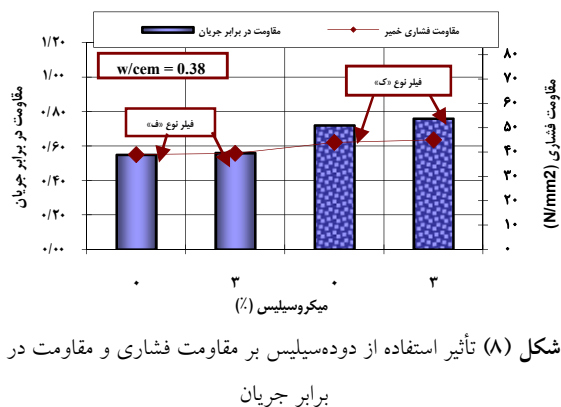 مقاومت در برابر جریان
مقاومت فشاری خمیر
w/cem = 0.38
فیلر نوع «ف»
فیلر نوع «ک»
مقاومت در برابر جریان
۱/۲۰
۱/۰۰
۰/۸۰
۰/۶۰
۰/۴۰
۰/۲۰
۰/۰۰
مقاومت فشاری (N/mm2)
۸۰
۷۰
۶۰
۵۰
۴۰
۳۰
۲۰
۱۰
۰
۰ ۳ ۰ ۳
میکروسیلیس (٪)
شکل (۸) تأثیر استفاده از دوده‌سیلیس بر مقاومت فشاری و مقاومت در
برابر جریان